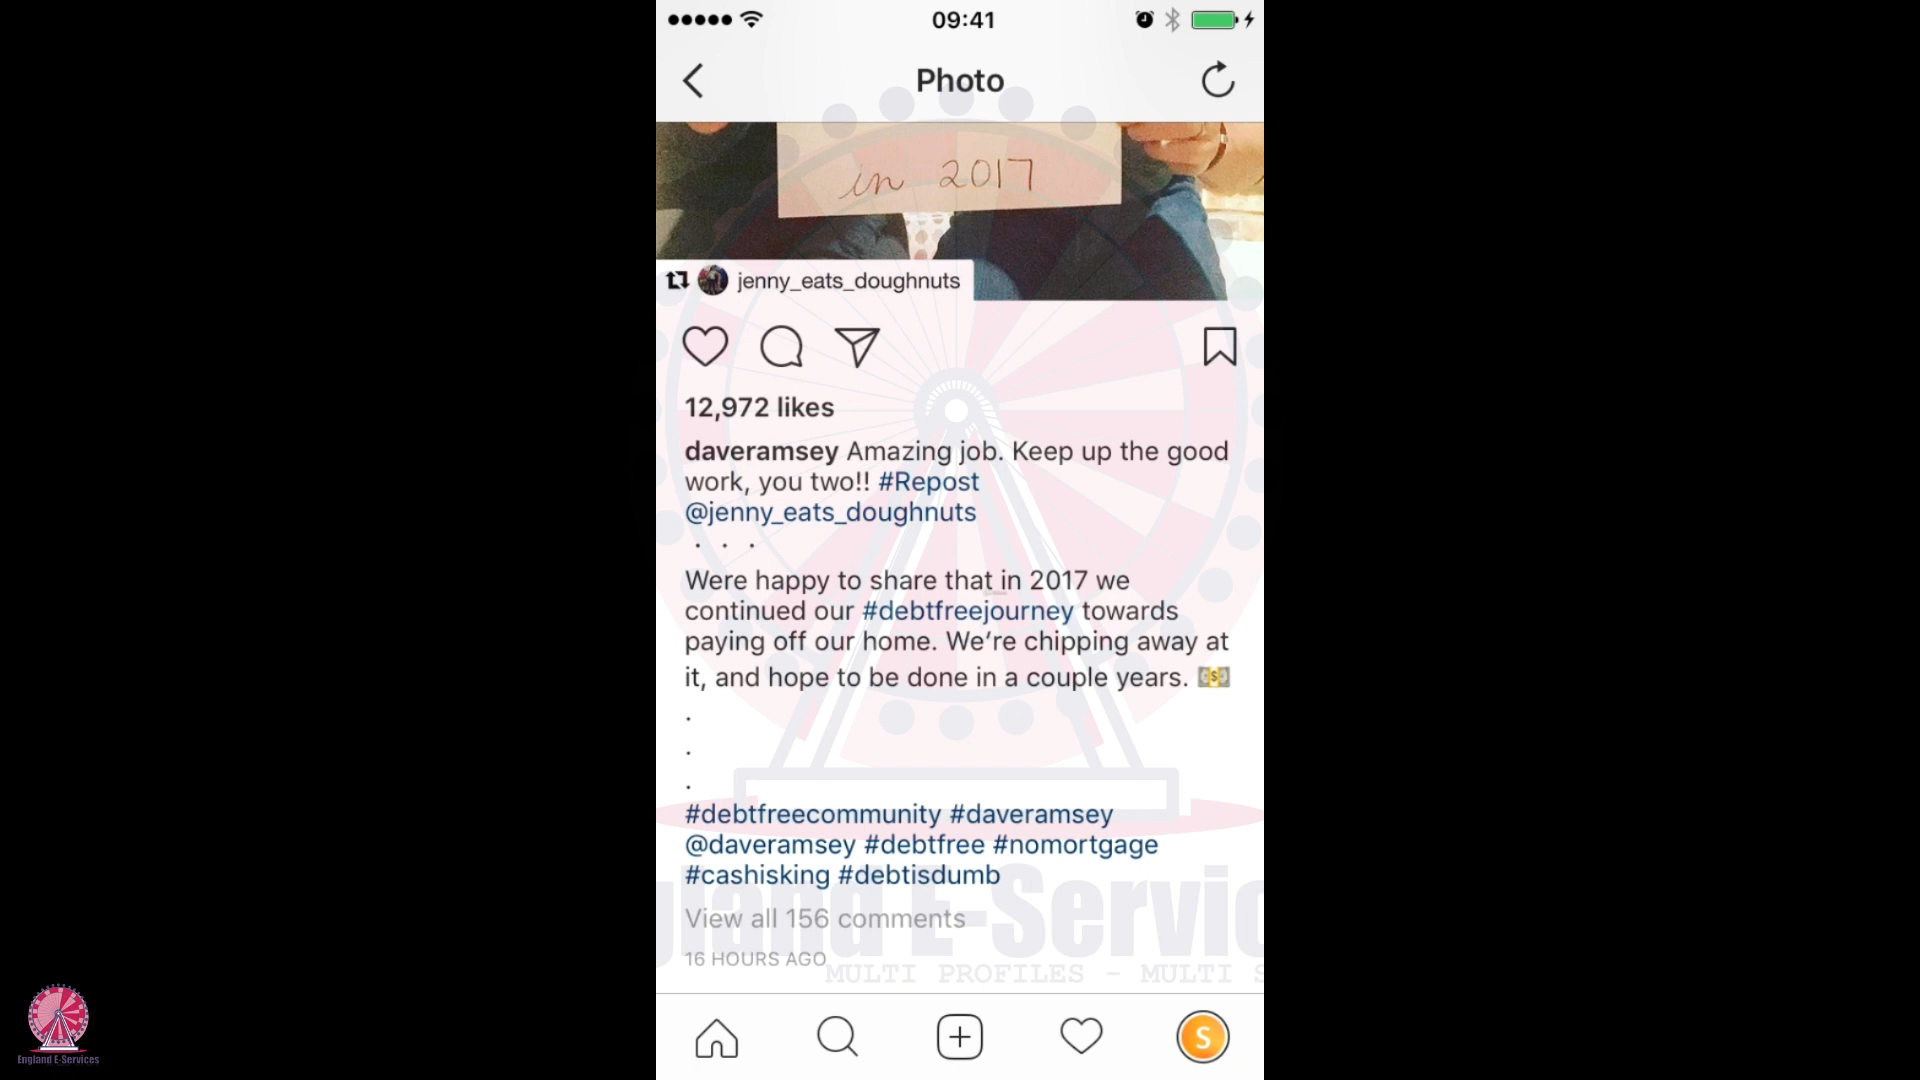 09:41
Photo
in 2017
jenny_eats_doughnuts
12,972 likes
daveramsey Amazing job. Keep up the good
work, you two!! #Repost
@jenny_eats_doughnuts
. . .
Were happy to share that in 2017 we
continued our #debtfreejourney towards
paying off our home. We’re chipping away at
it, and hope to be done in a couple years. 💵
.
.
.
#debtfreecommunity #daveramsey
@daveramsey #debtfree #nomortgage
#cashisking #debtisdumb
View all 156 comments
gland E-Servic
16 HOURS AGO
MULTI PROFILES - MULTI S
S
England E-Services